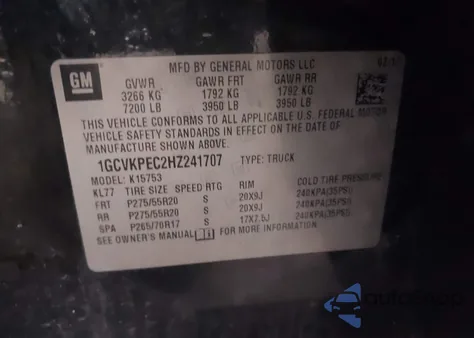 MFD BY GENERAL MOTORS LLC
GM
GVWR GAWR FRT GAWR RR
3266 KG 1792 KG 1792 KG
7200 LB 3950 LB 3950 LB
THIS VEHICLE CONFORMS TO ALL APPLICABLE U.S. FEDERAL MOTOR
VEHICLE SAFETY STANDARDS IN EFFECT ON THE DATE OF
MANUFACTURE SHOWN ABOVE.
1GCVKPEC2HZ241707 TYPE: TRUCK
MODEL: K15753
KL77 TIRE SIZE SPEED RTG RIM COLD TIRE PRESSURE
FRT P275/55R20 S 20X9J 240KPA(35PSI)
RR P275/55R20 S 20X9J 240KPA(35PSI)
SPA P265/70R17 S 17X7.5J 240KPA(35PSI)
SEE OWNER'S MANUAL FOR MORE INFORMATION.